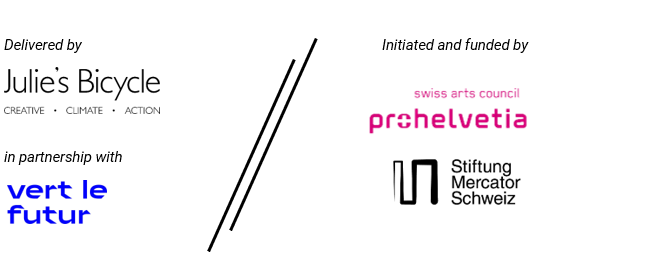 Delivered by
Julie's Bicycle
CREATIVE • CLIMATE • ACTION
in partnership with
vert le
futur
Initiated and funded by
swiss arts council
prohelvetia
Stiftung
Mercator
Schweiz